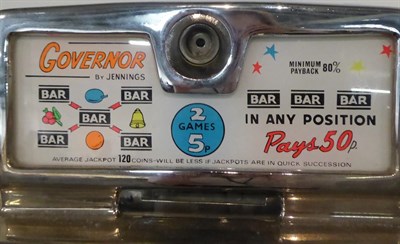 GOVERNOR
BY JENNINGS
BAR BAR
BAR
BAR BAR
2
GAMES
5p
MINIMUM
PAYBACK 80%
BAR BAR BAR
IN ANY POSITION
Pays 50p
AVERAGE JACKPOT 120 COINS-WILL BE LESS IF JACKPOTS ARE IN QUICK SUCCESSION